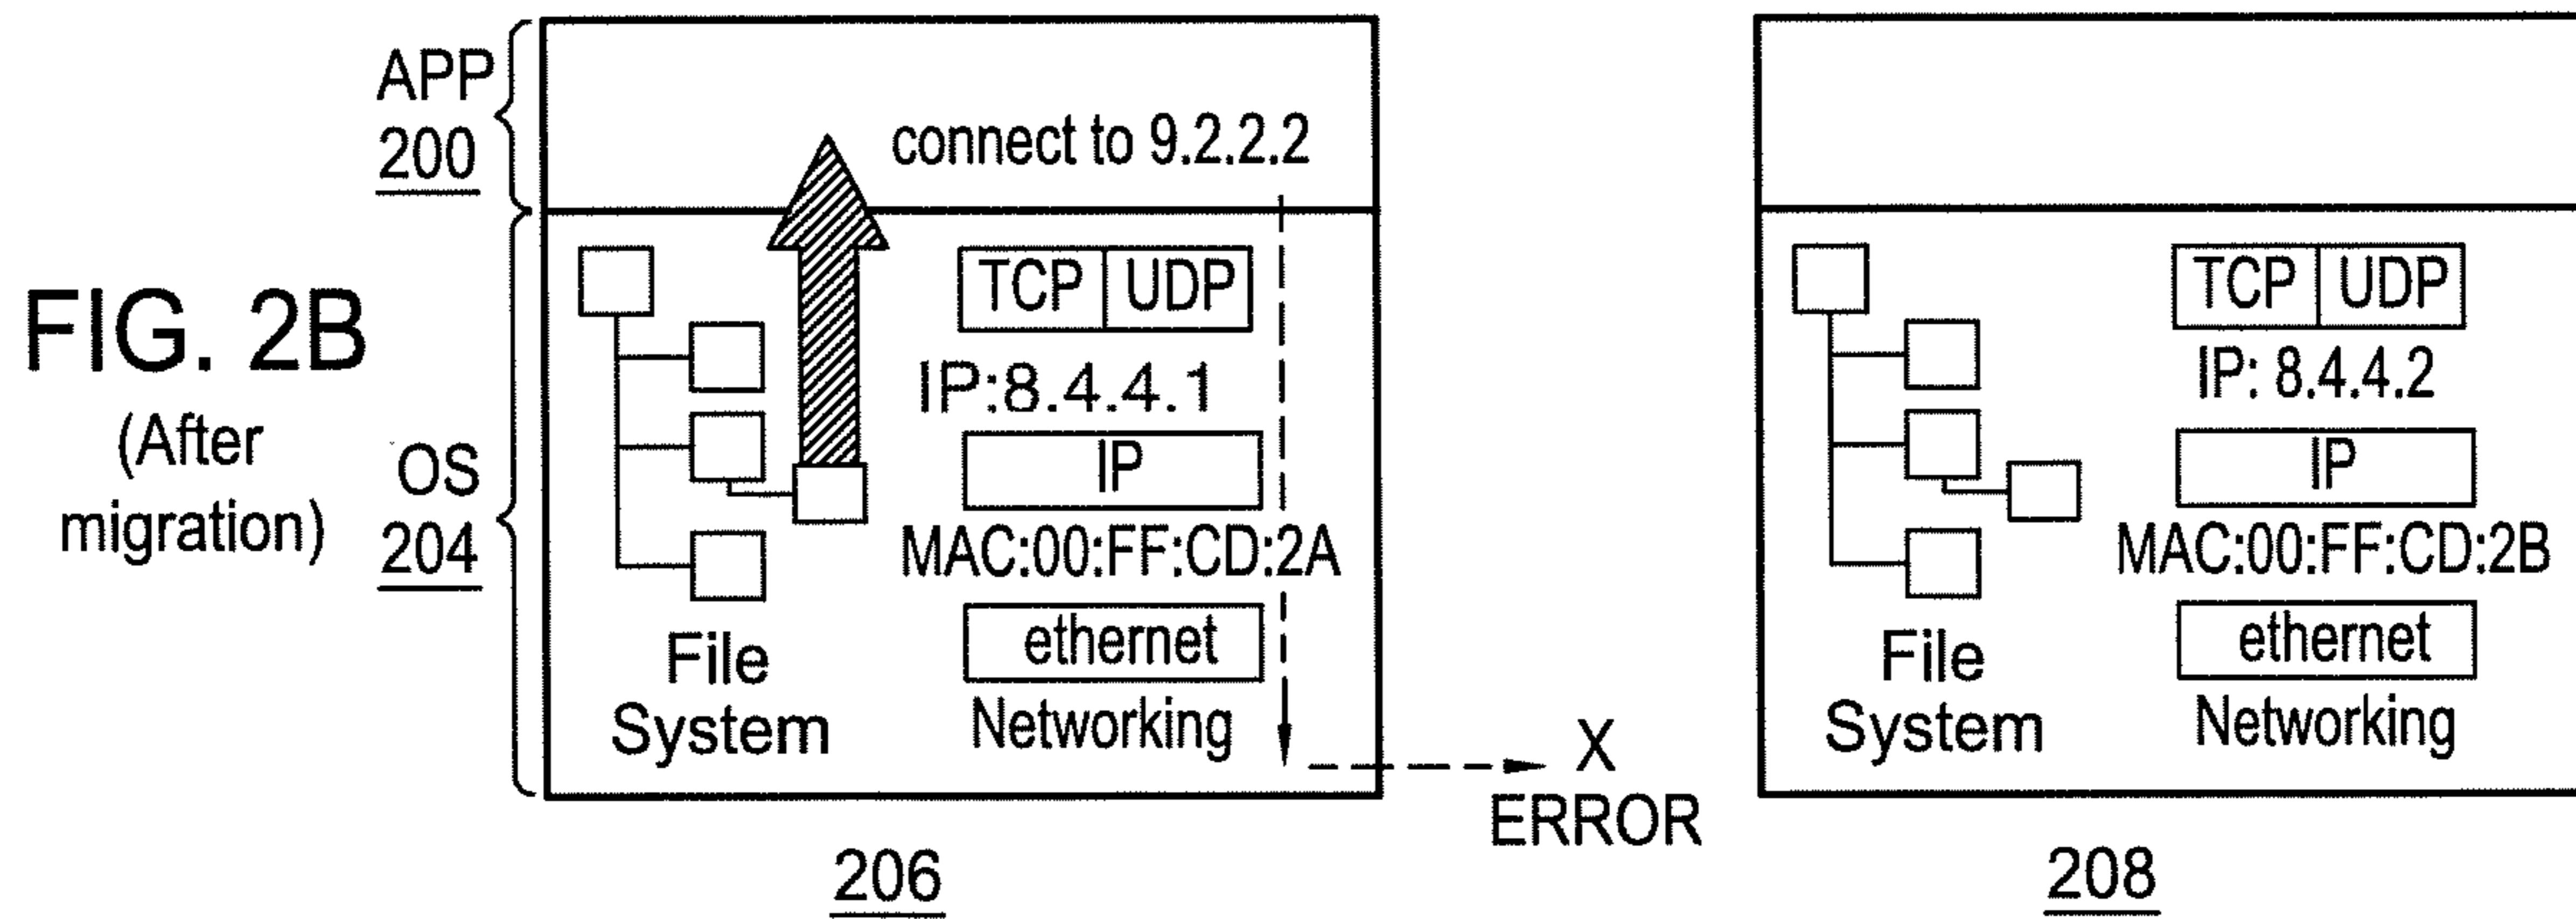 FIG. 2B
(After
migration)
APP
200
OS
204
connect to 9.2.2.2
TCP UDP
IP:8.4.4.1
IP
MAC:00:FF:CD:2A
ethernet
Networking
File
System
X
ERROR
206
TCP UDP
IP: 8.4.4.2
IP
MAC:00:FF:CD:2B
ethernet
Networking
File
System
208